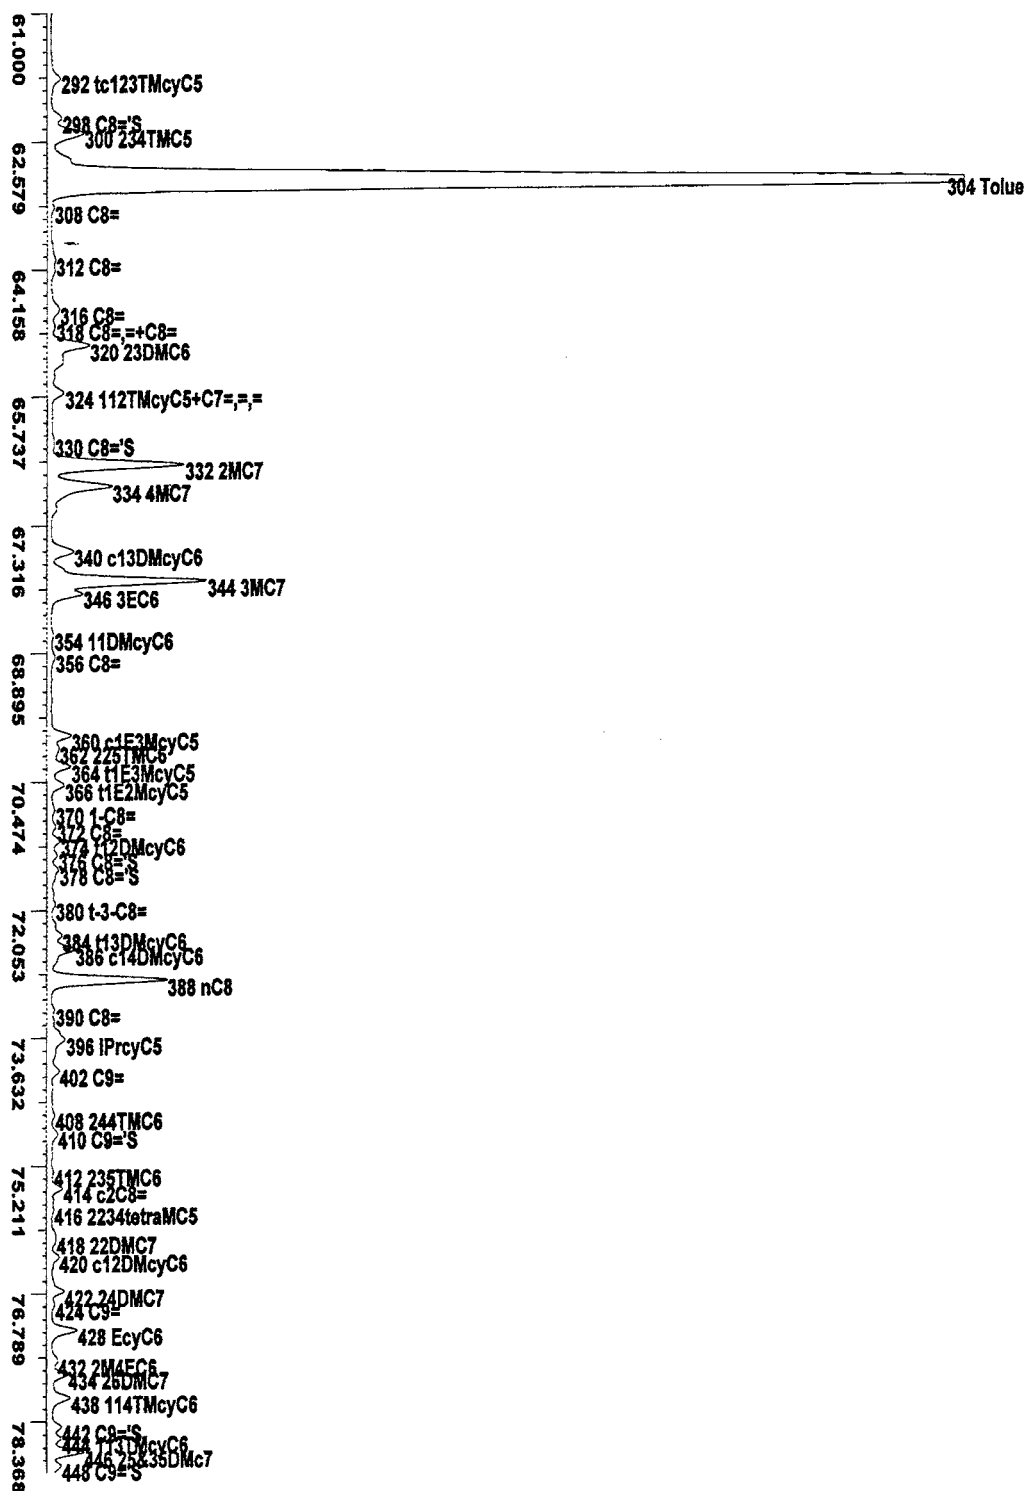 61.000
292 tc123TMcyC5
298 C8='S
300 234TMC5
62.579
304 Tolue
308 C8=
312 C8=
64.158
316 C8=
318 C8=,=+C8=
320 23DMC6
324 112TMcyC5+C7=,=,=
65.737
330 C8='S
332 2MC7
334 4MC7
67.316
340 c13DMcyC6
344 3MC7
346 3EC6
354 11DMcyC6
356 C8=
68.895
360 c1E3McyC5
362 225TMC6
364 t1E3McyC5
366 t1E2McyC5
70.474
370 1-C8=
372 C8=
374 t12DMcyC6
376 C8='S
378 C8='S
380 t-3-C8=
72.053
384 t13DMcyC6
386 c14DMcyC6
388 nC8
390 C8=
396 IPrcyC5
73.632
402 C9=
408 244TMC6
410 C9='S
412 235TMC6
75.211
414 c2C8=
416 2234tetraMC5
418 22DMC7
420 c12DMcyC6
422 24DMC7
76.789
424 C9=
428 EcyC6
432 2M4EC6
434 26DMC7
438 114TMcyC6
78.368
442 C9='S
444 113TMcyC6
446 25&35DMc7
448 C9='S